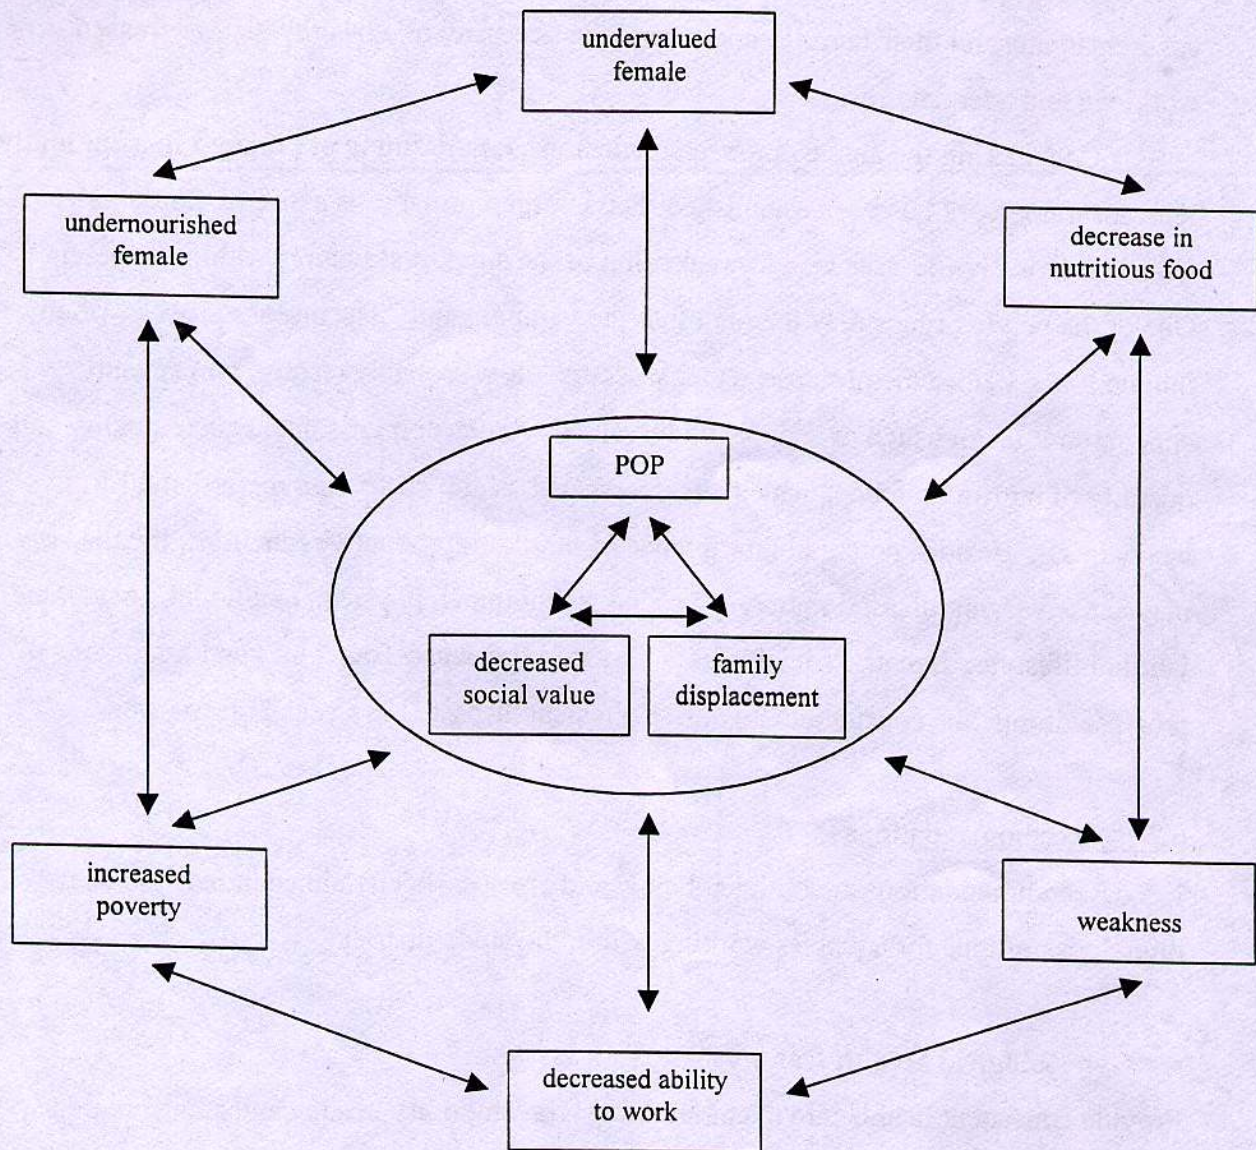 undervalued
female
undernourished
female
decrease in
nutritious food
POP
decreased
social value
family
displacement
increased
poverty
weakness
decreased ability
to work